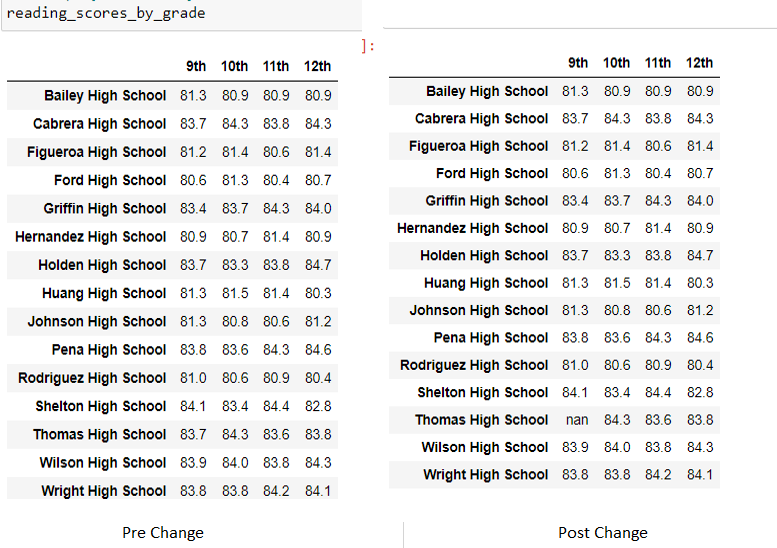 reading_scores_by_grade
9th 10th 11th 12th
Bailey High School 81.3 80.9 80.9 80.9
Cabrera High School 83.7 84.3 83.8 84.3
Figueroa High School 81.2 81.4 80.6 81.4
Ford High School 80.6 81.3 80.4 80.7
Griffin High School 83.4 83.7 84.3 84.0
Hernandez High School 80.9 80.7 81.4 80.9
Holden High School 83.7 83.3 83.8 84.7
Huang High School 81.3 81.5 81.4 80.3
Johnson High School 81.3 80.8 80.6 81.2
Pena High School 83.8 83.6 84.3 84.6
Rodriguez High School 81.0 80.6 80.9 80.4
Shelton High School 84.1 83.4 84.4 82.8
Thomas High School 83.7 84.3 83.6 83.8
Wilson High School 83.9 84.0 83.8 84.3
Wright High School 83.8 83.8 84.2 84.1
Pre Change
]:
9th 10th 11th 12th
Bailey High School 81.3 80.9 80.9 80.9
Cabrera High School 83.7 84.3 83.8 84.3
Figueroa High School 81.2 81.4 80.6 81.4
Ford High School 80.6 81.3 80.4 80.7
Griffin High School 83.4 83.7 84.3 84.0
Hernandez High School 80.9 80.7 81.4 80.9
Holden High School 83.7 83.3 83.8 84.7
Huang High School 81.3 81.5 81.4 80.3
Johnson High School 81.3 80.8 80.6 81.2
Pena High School 83.8 83.6 84.3 84.6
Rodriguez High School 81.0 80.6 80.9 80.4
Shelton High School 84.1 83.4 84.4 82.8
Thomas High School nan 84.3 83.6 83.8
Wilson High School 83.9 84.0 83.8 84.3
Wright High School 83.8 83.8 84.2 84.1
Post Change